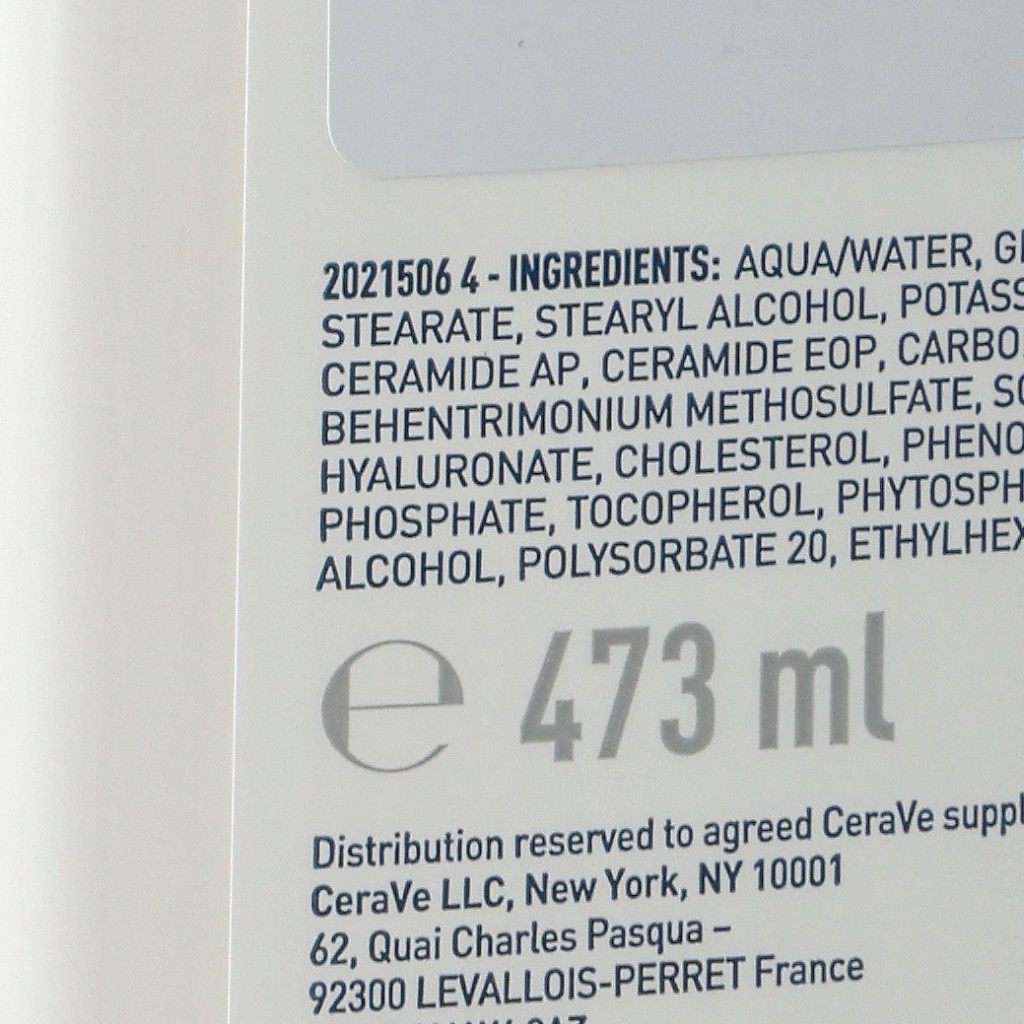 2021506 4 - INGREDIENTS: AQUA/WATER,
STEARATE, STEARYL ALCOHOL,
CERAMIDE AP, CERAMIDE EOP,
BEHENTRIMONIUM METHOSULFATE,
HYALURONATE, CHOLESTEROL,
PHOSPHATE, TOCOPHEROL,
ALCOHOL, POLYSORBATE 20,
e 473 ml
Distribution reserved to agreed CeraVe
CeraVe LLC, New York, NY 10001
62, Quai Charles Pasqua –
92300 LEVALLOIS-PERRET France